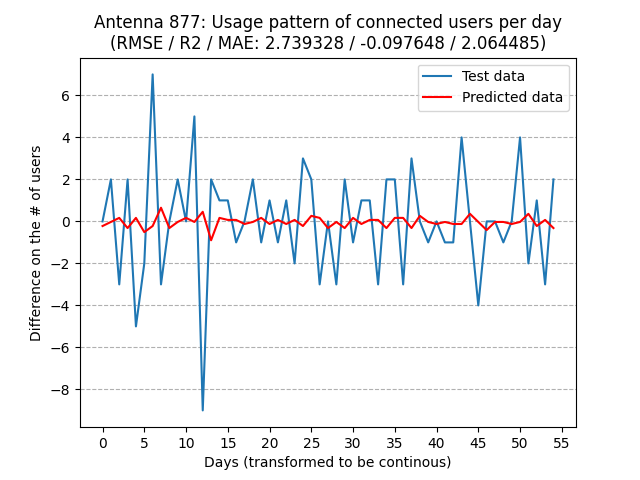 Antenna 877: Usage pattern of connected users per day
(RMSE / R2 / MAE: 2.739328 / -0.097648 / 2.064485)
Test data
Predicted data
Difference on the # of users
6
4
2
0
−2
−4
−6
−8
0 5 10 15 20 25 30 35 40 45 50 55
Days (transformed to be continous)